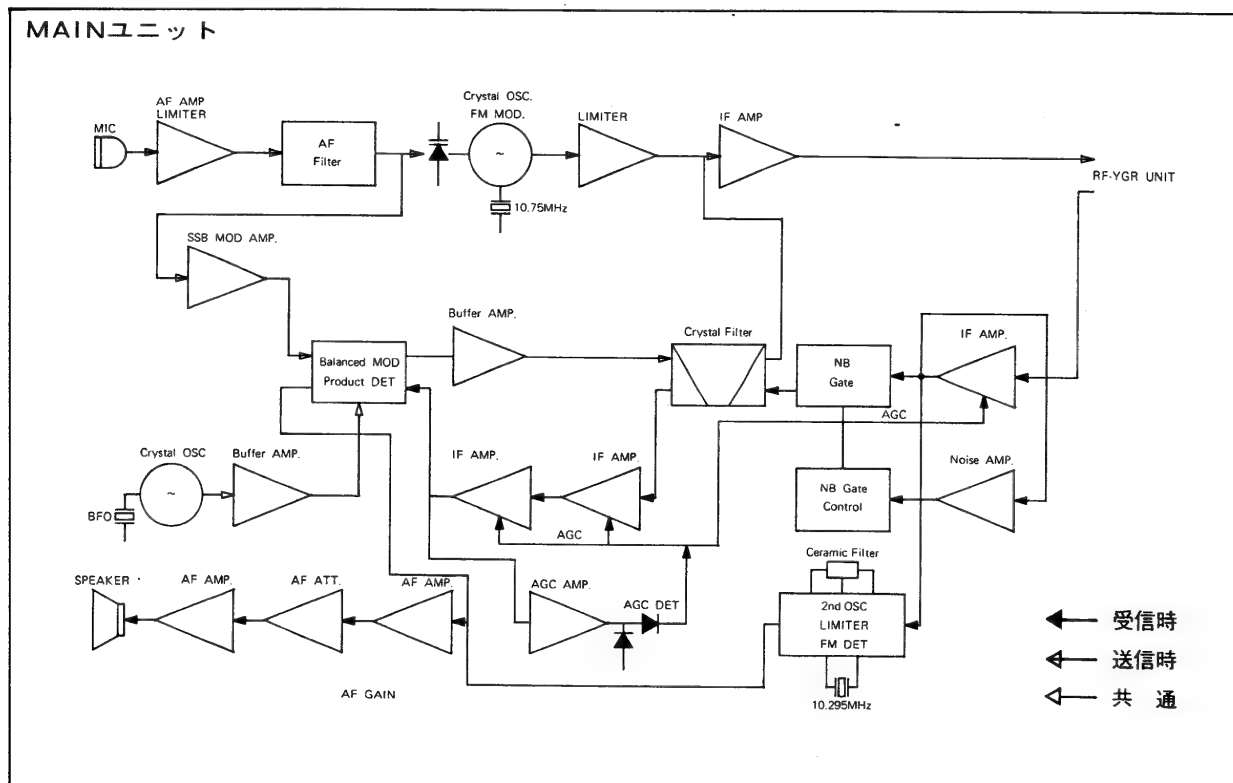 MAINユニット
MIC
AF AMP
LIMITER
AF
Filter
Crystal OSC.
FM MOD.
10.75MHz
LIMITER
IF AMP
RF-YGR UNIT
SSB MOD AMP.
Balanced MOD
Product DET
Buffer AMP.
Crystal Filter
NB
Gate
IF AMP.
AGC
Crystal OSC
BFO
Buffer AMP.
IF AMP.
IF AMP.
AGC
NB Gate
Control
Noise AMP.
SPEAKER
AF AMP.
AF ATT.
AF AMP.
AF GAIN
AGC AMP.
AGC DET
Ceramic Filter
2nd OSC
LIMITER
FM DET
10.295MHz
受信時
送信時
共通